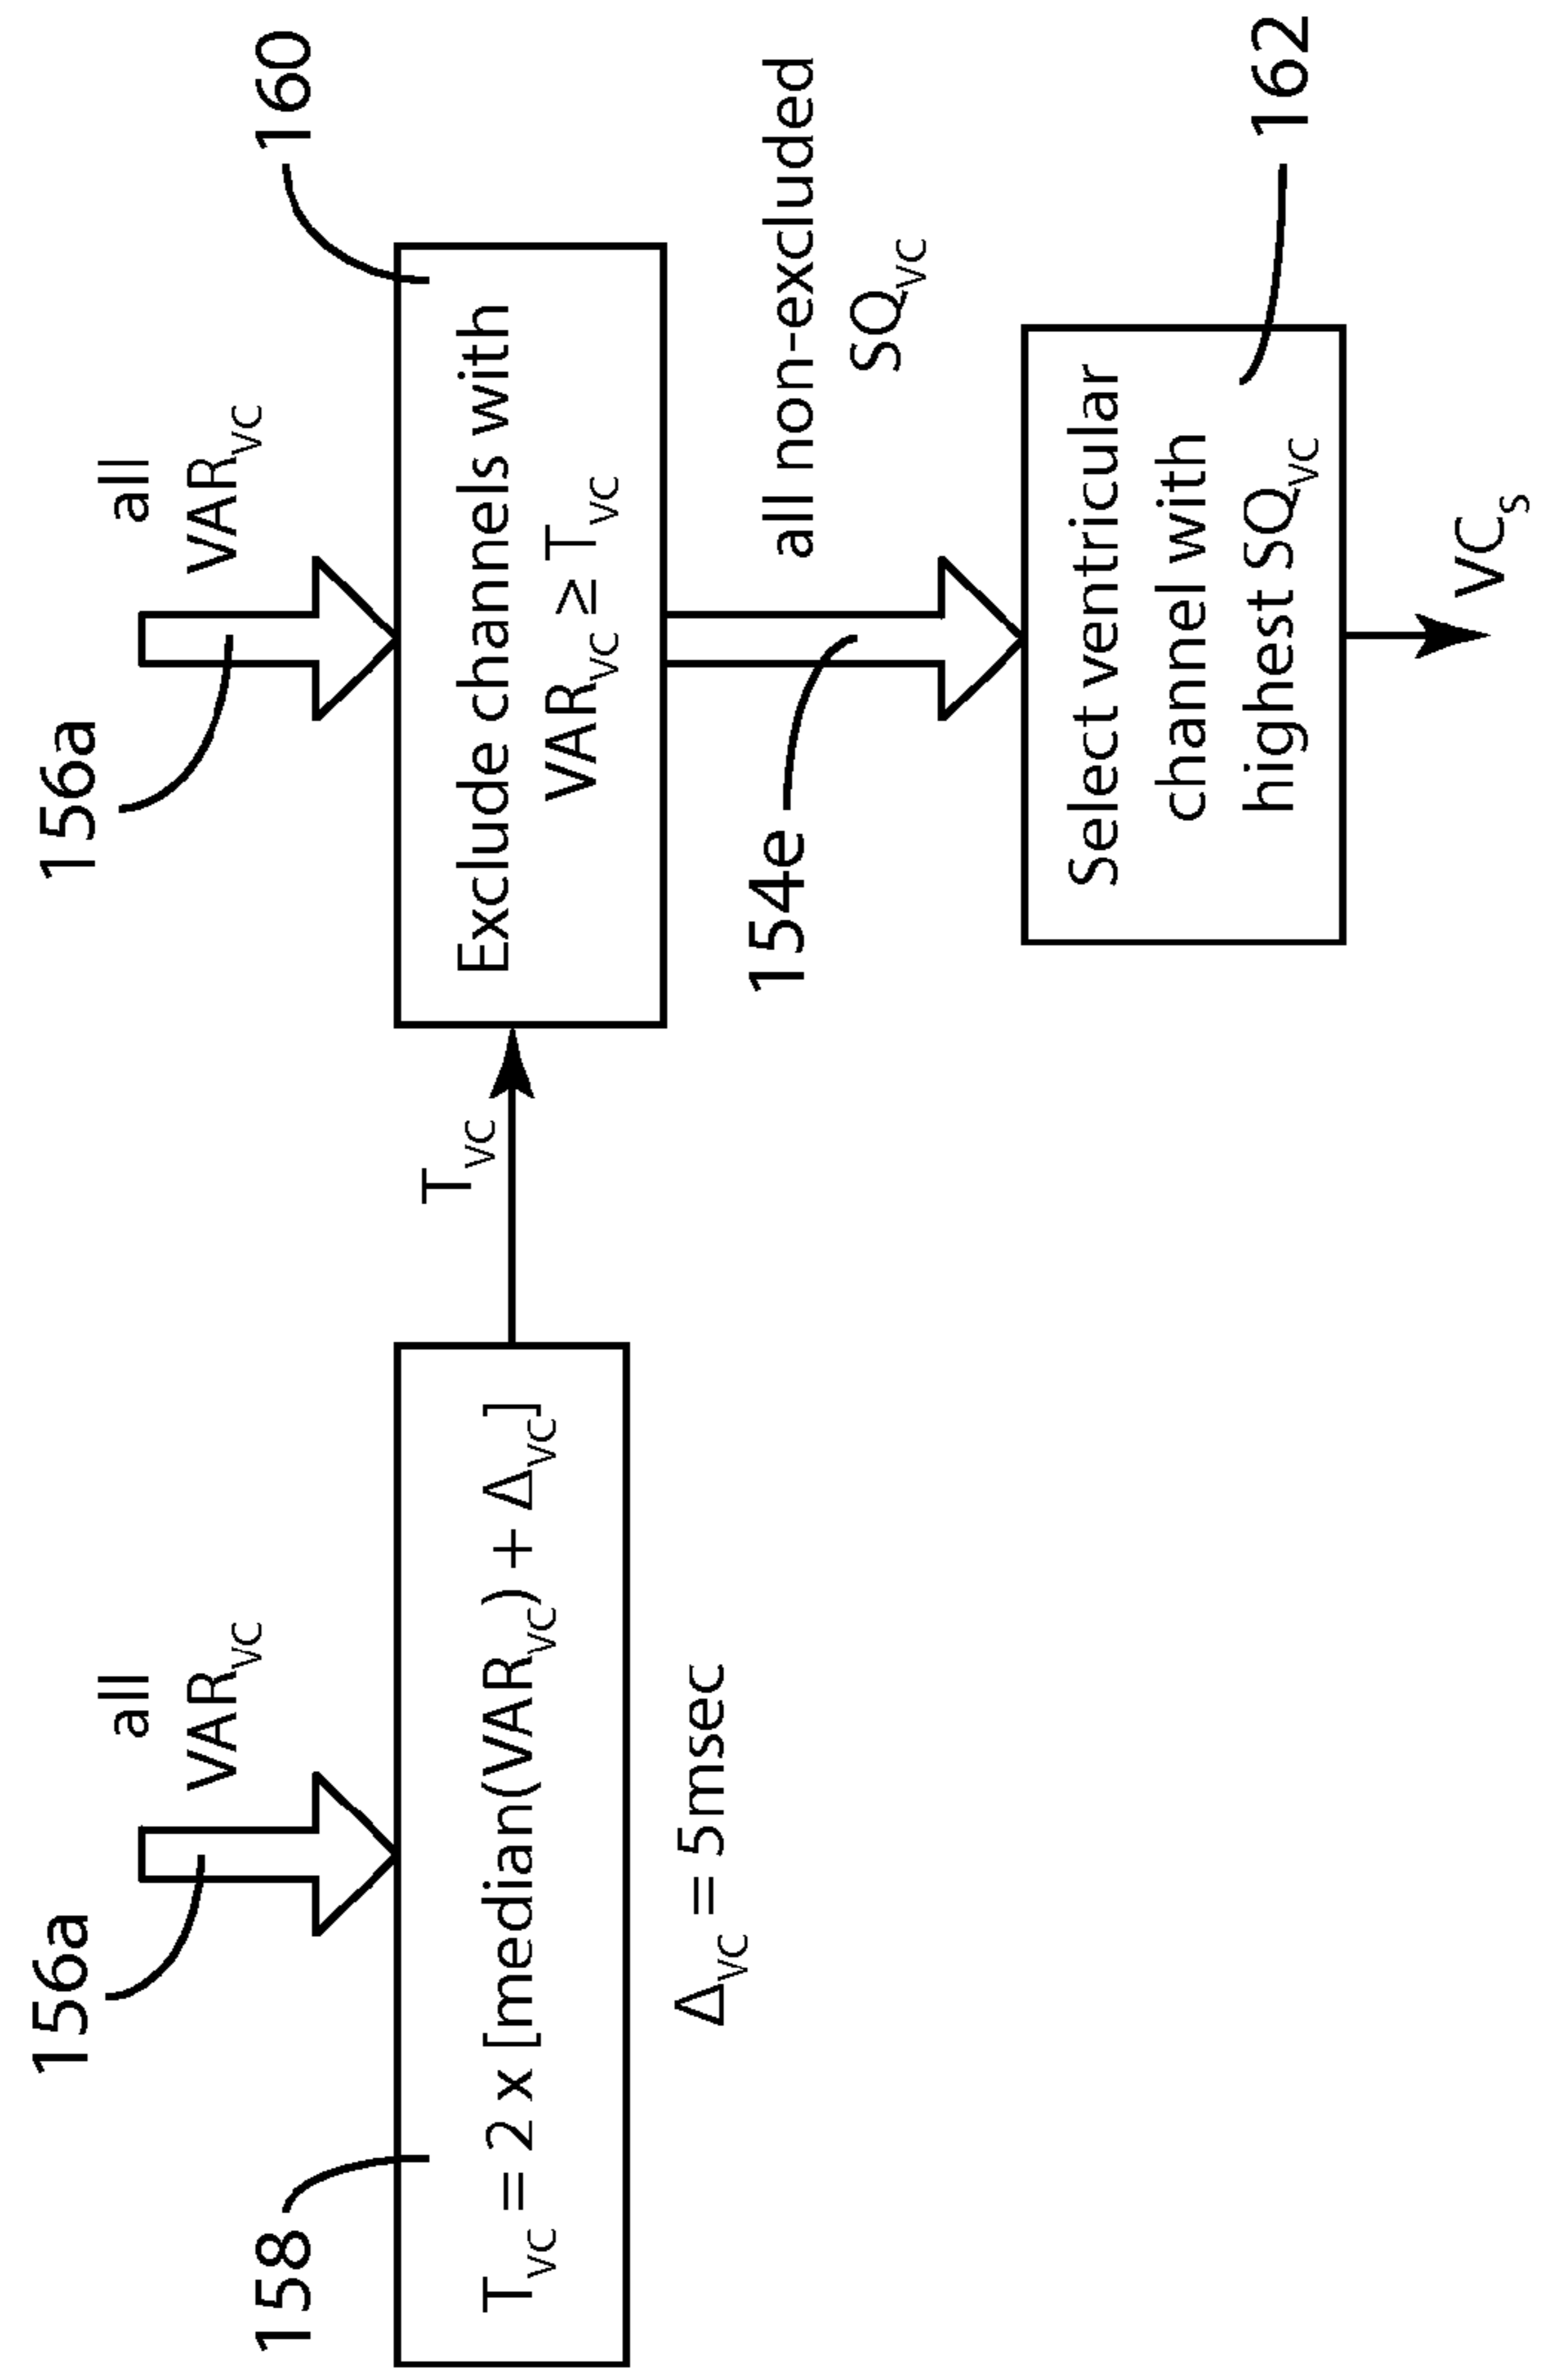 156a
all
VAR_VC
158
T_VC = 2 x [median(VAR_VC) + Δ_VC]
Δ_VC = 5msec
T_VC
156a
all
VAR_VC
160
Exclude channels with
VAR_VC ≥ T_VC
154e
all non-excluded
SQ_VC
Select ventricular
channel with
highest SQ_VC
162
VC_s